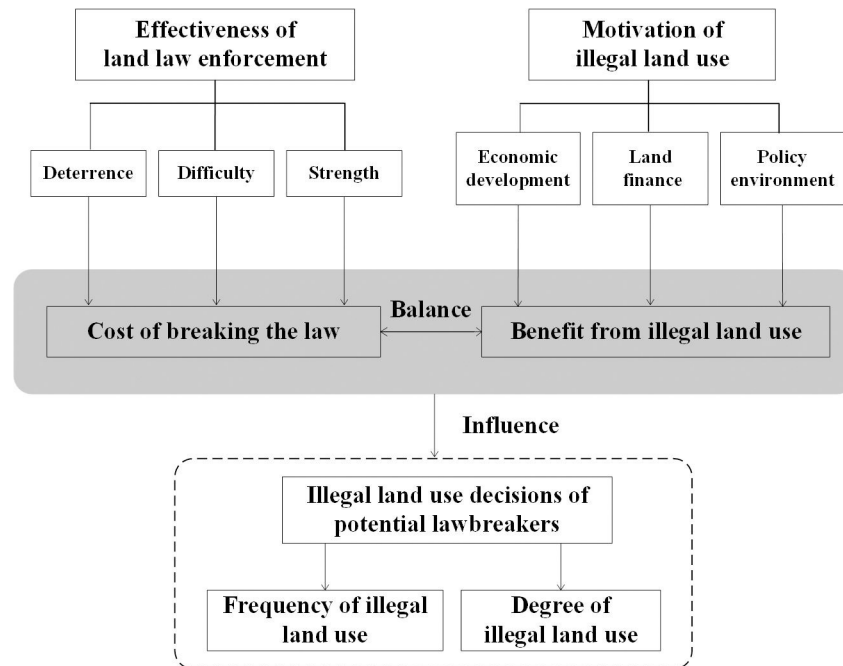 Effectiveness of
land law enforcement
Motivation of
illegal land use
Deterrence
Difficulty
Strength
Economic
development
Land
finance
Policy
environment
Cost of breaking the law
Balance
Benefit from illegal land use
Influence
Illegal land use decisions of
potential lawbreakers
Frequency of illegal
land use
Degree of
illegal land use